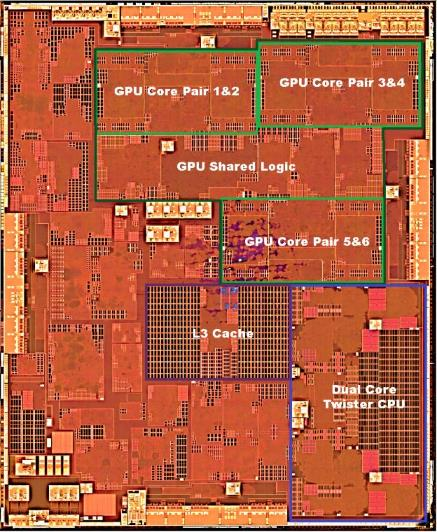 GPU Core Pair 1&2
GPU Core Pair 3&4
GPU Shared Logic
GPU Core Pair 5&6
L3 Cache
Dual Core
Twister CPU